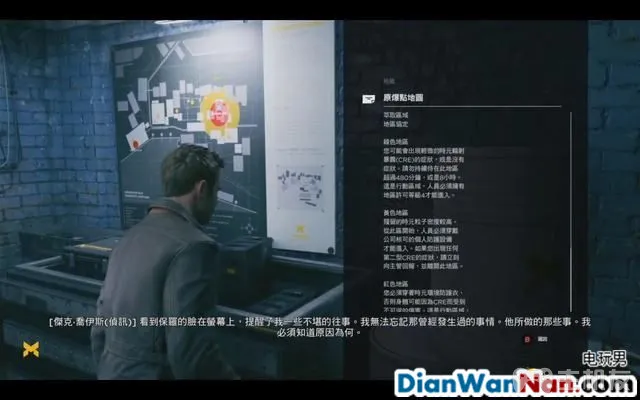 原爆點地圖
萃取區域
地區協定
綠色地區
您可能會出現輕微的時元輻射
暴露(CRE)的症狀，或是沒有
症狀。請勿持續待在此地區
超過480分鐘，或是8小時。
這是行動區域，人員必須擁有
地區許可等級4才能進入。
黃色地區
殘留的時元粒子密度較高。
從此區開始，人員必須穿戴
公司核可的個人防護設備
才能進入。如果您出現任何
第二型CRE的症狀，請立刻
向主管回報，並離開此地區。
紅色地區
您必須穿著時元環境防護衣，
否則身體可能因為CRE而受到
[傑克·喬伊斯(偵訊)] 看到保羅的臉在螢幕上，提醒了我一些不堪的往事。我無法忘記那曾經發生過的事情。他所做的那些事。我
必須知道原因為何。
B
电玩男
DianWanNan.com